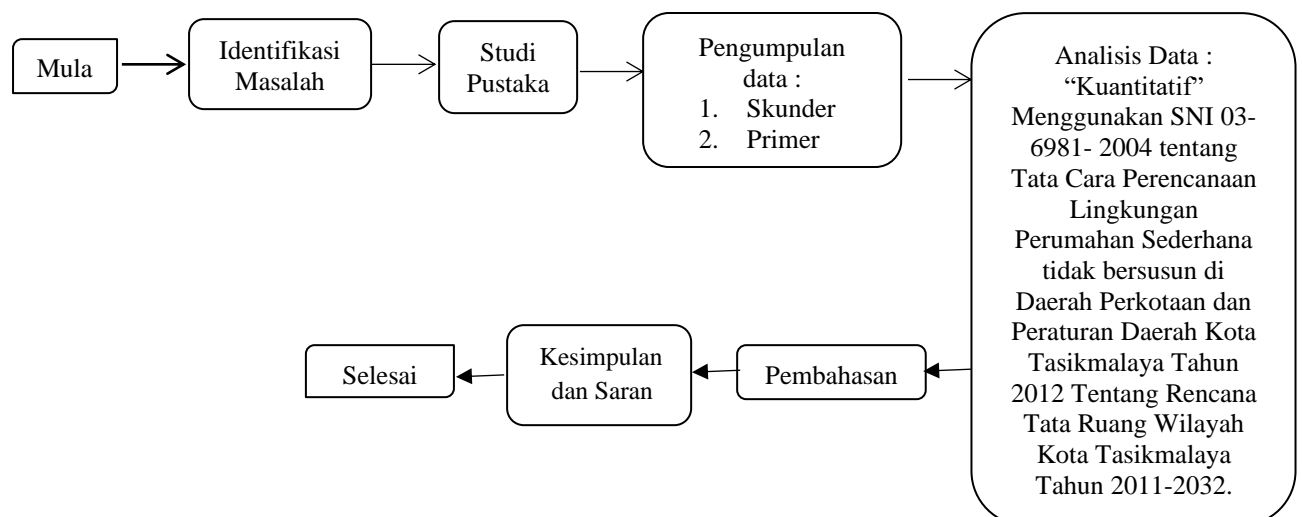 Mula
Identifikasi
Masalah
Studi
Pustaka
Pengumpulan
data :
1. Skunder
2. Primer
Analisis Data :
“Kuantitatif”
Menggunakan SNI 03-
6981- 2004 tentang
Tata Cara Perencanaan
Lingkungan
Perumahan Sederhana
tidak bersusun di
Daerah Perkotaan dan
Peraturan Daerah Kota
Tasikmalaya Tahun
2012 Tentang Rencana
Tata Ruang Wilayah
Kota Tasikmalaya
Tahun 2011-2032.
Pembahasan
Kesimpulan
dan Saran
Selesai